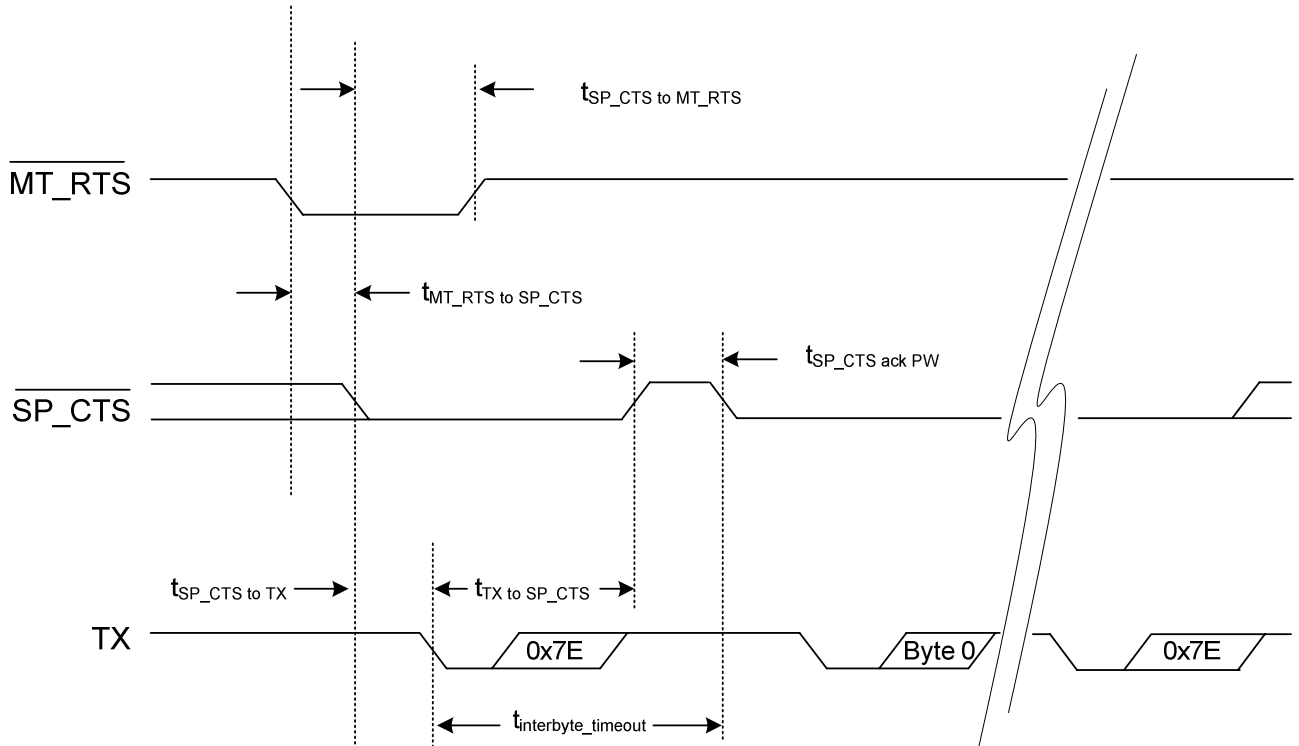 tSP_CTS to MT_RTS
MT_RTS
tMT_RTS to SP_CTS
tSP_CTS ack PW
SP_CTS
tSP_CTS to TX
tTX to SP_CTS
TX
0x7E
Byte 0
0x7E
tinterbyte_timeout